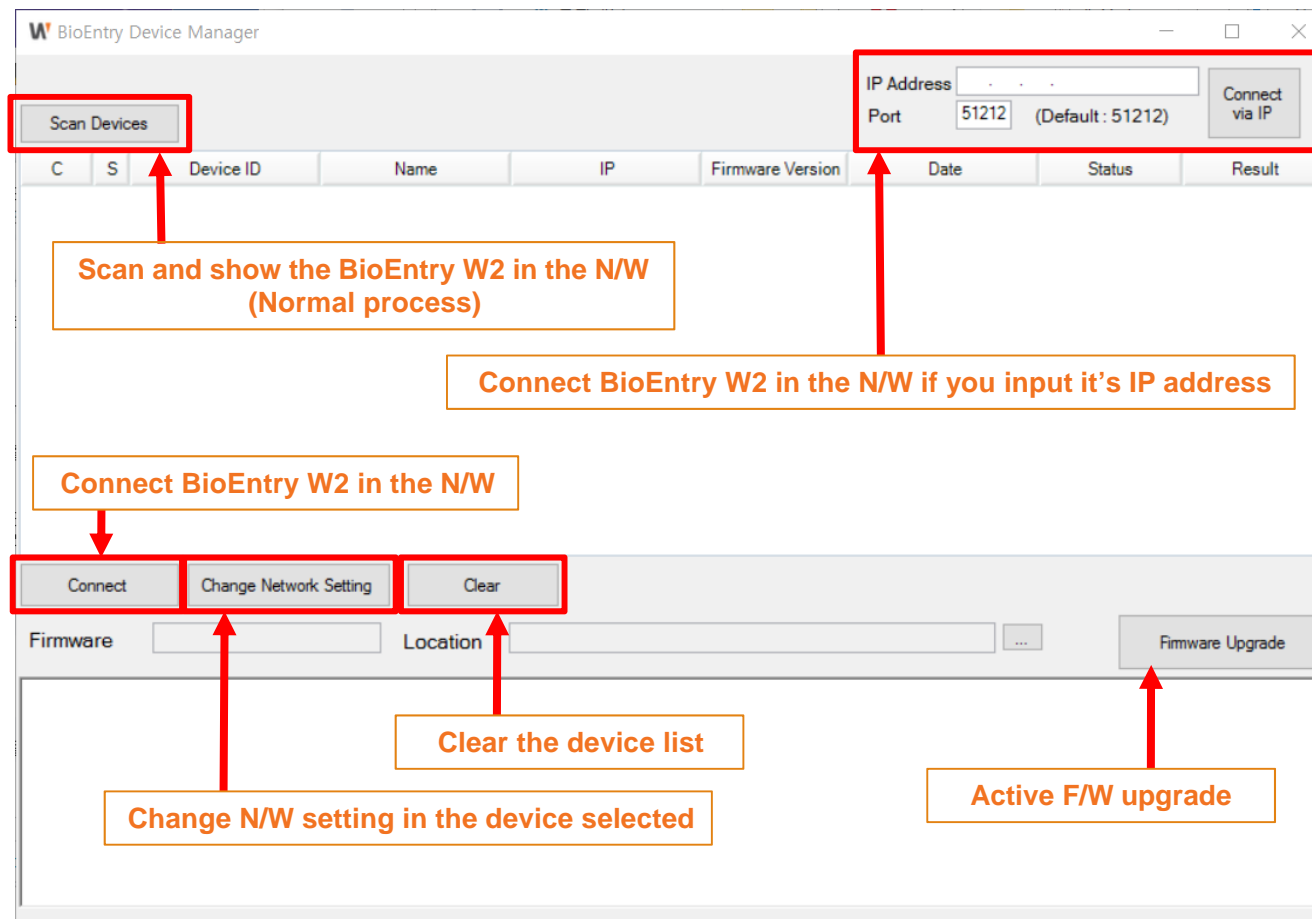 BioEntry Device Manager
IP Address . . .
Port 51212 (Default : 51212)
Connect
via IP
Scan Devices
C S Device ID Name IP Firmware Version Date Status Result
Scan and show the BioEntry W2 in the N/W
(Normal process)
Connect BioEntry W2 in the N/W if you input it’s IP address
Connect BioEntry W2 in the N/W
Connect Change Network Setting Clear
Firmware Location ... Firmware Upgrade
Clear the device list
Active F/W upgrade
Change N/W setting in the device selected